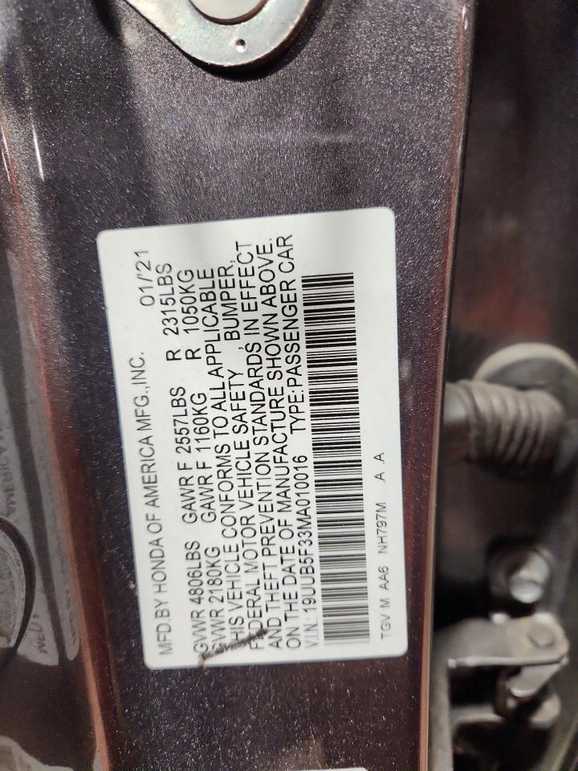 MFD.BY HONDA OF AMERICA MFG.,INC. 01/'21
GVWR 4806LBS GAWR F 2557LBS R 2315LBS
GVWR 2180KG GAWR F 1160KG R 1050KG
THIS VEHICLE CONFORMS TO ALL APPLICABLE
FEDERAL MOTOR VEHICLE SAFETY , BUMPER,
AND THEFT PREVENTION STANDARDS IN EFFECT
ON THE DATE OF MANUFACTURE SHOWN ABOVE.
V.I.N.: 19UUB5F33MA010016 TYPE:PASSENGER CAR
TGV M AA6 NH797M A .A